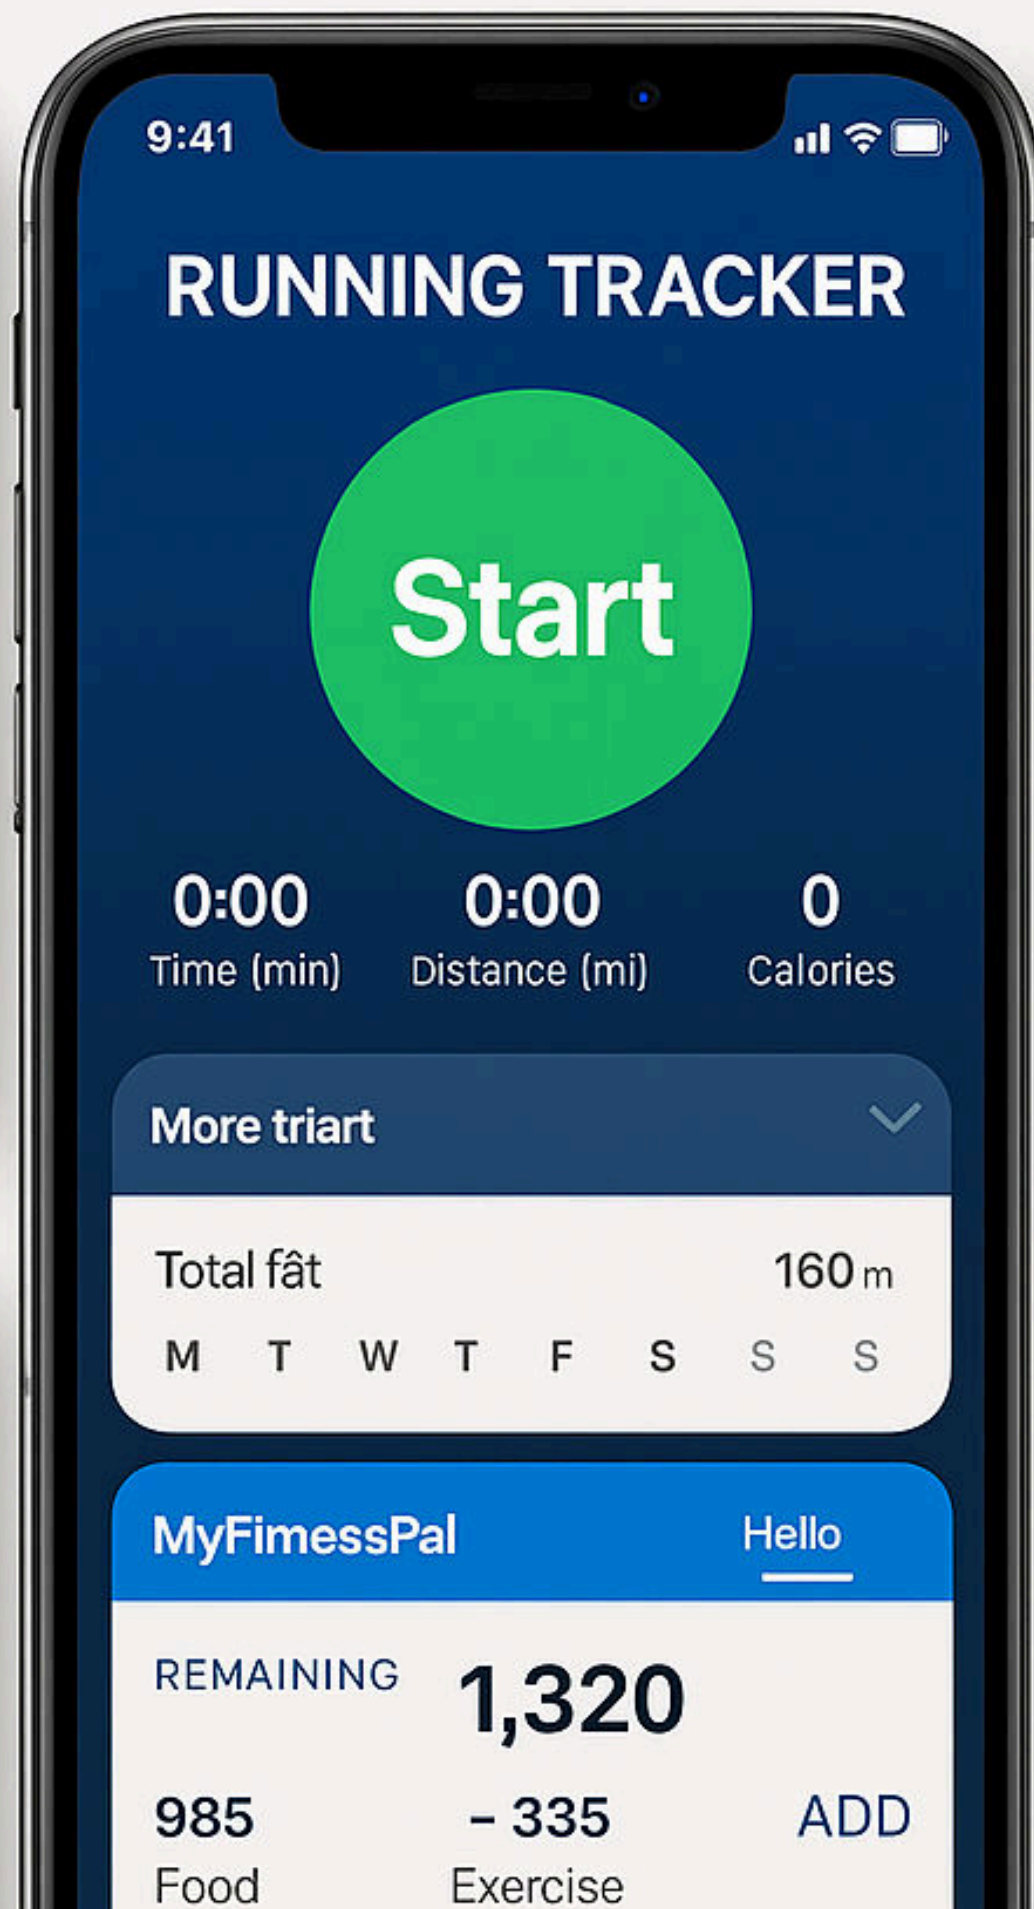 9:41
RUNNING TRACKER
Start
0:00 0:00 0
Time (min) Distance (mi) Calories
More triart
Total fât 160 m
M T W T F S S S
MyFimessPal Hello
REMAINING 1,320
985 – 335 ADD
Food Exercise